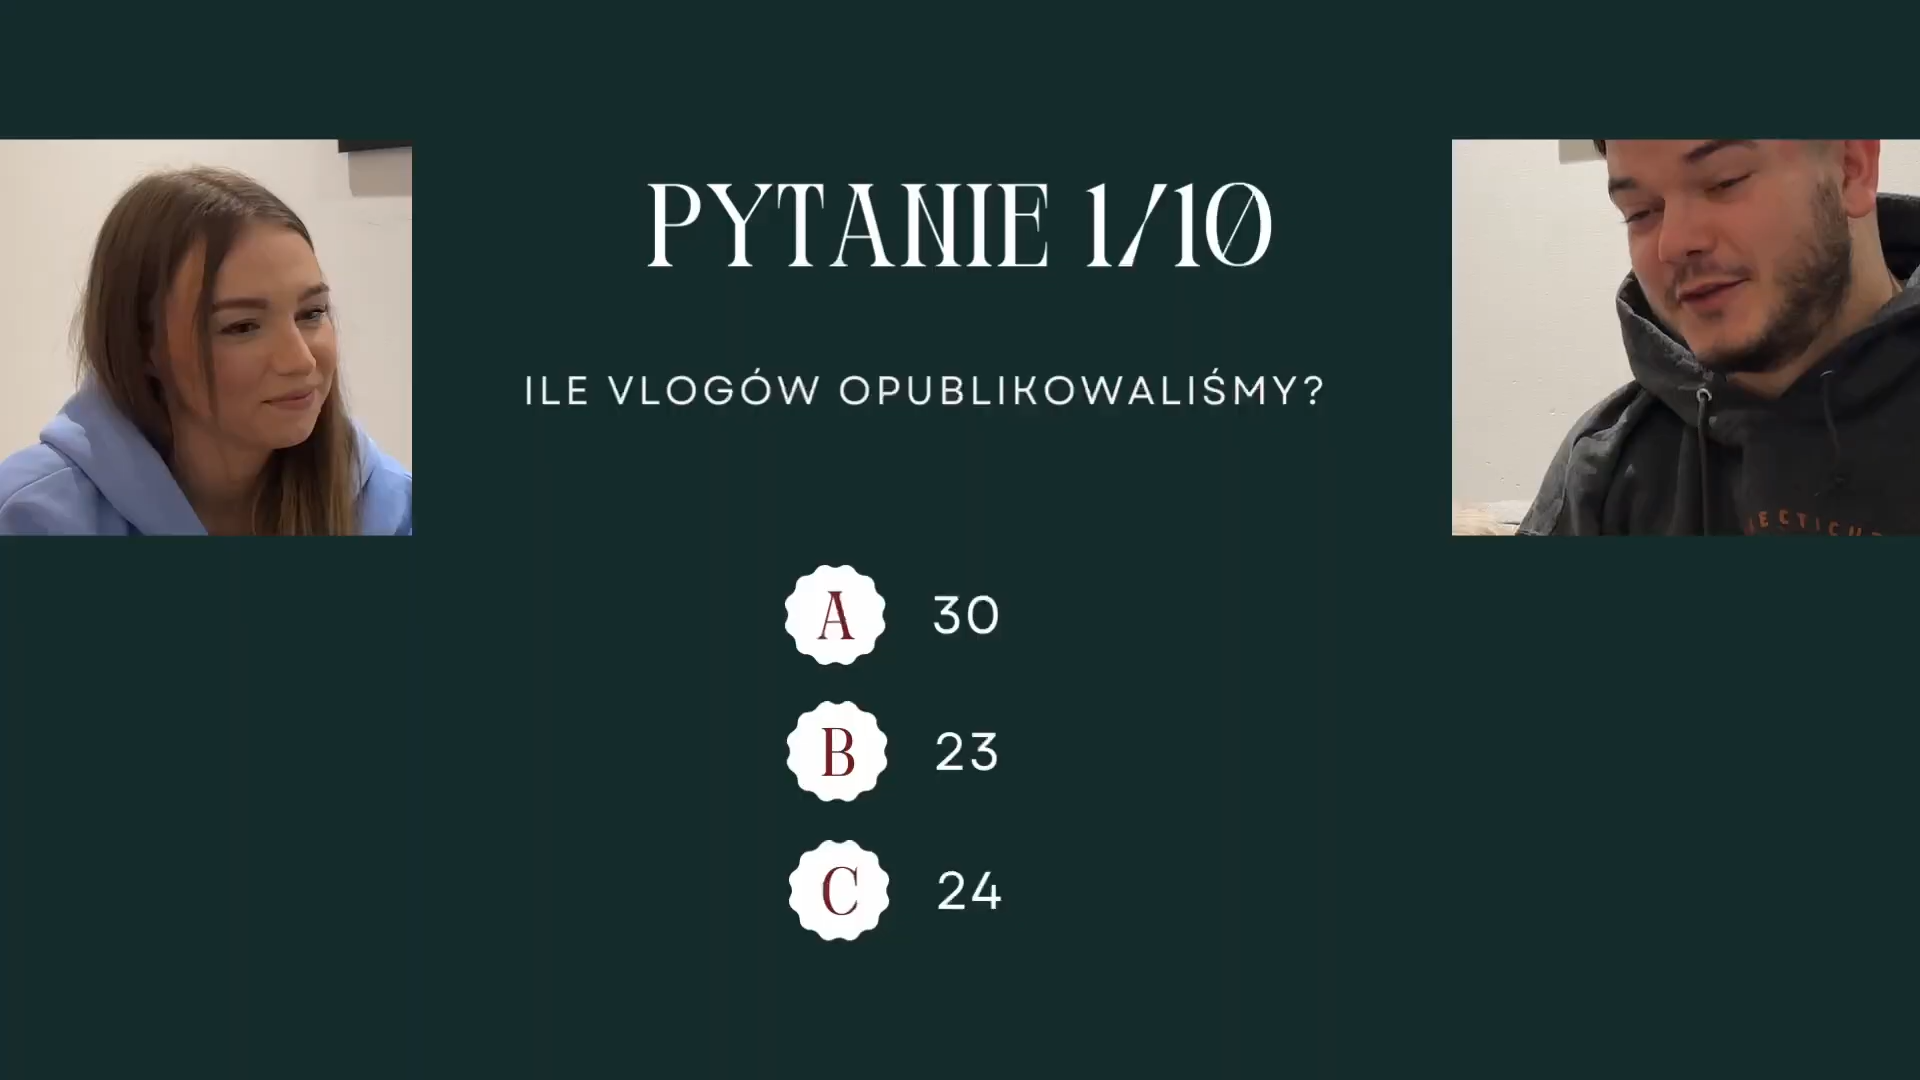 PYTANIE 1/10
ILE VLOGÓW OPUBLIKOWALIŚMY?
A 30
B 23
C 24